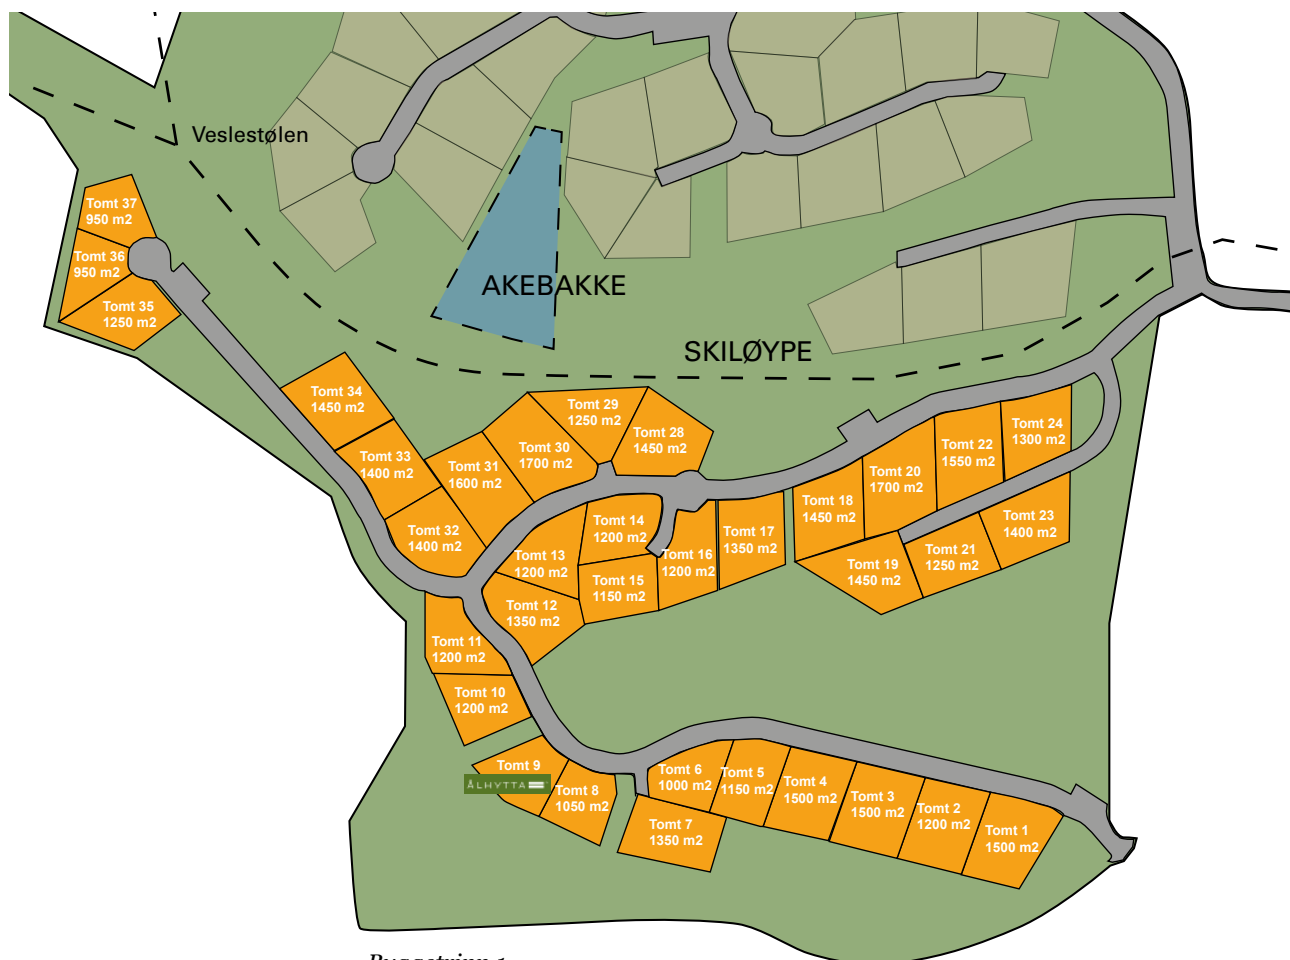 Veslestølen
Tomt 37
950 m2
Tomt 36
950 m2
Tomt 35
1250 m2
AKEBAKKE
SKILØYPE
Tomt 34
1450 m2
Tomt 33
1400 m2
Tomt 32
1400 m2
Tomt 31
1600 m2
Tomt 30
1700 m2
Tomt 29
1250 m2
Tomt 28
1450 m2
Tomt 24
1300 m2
Tomt 22
1550 m2
Tomt 20
1700 m2
Tomt 18
1450 m2
Tomt 23
1400 m2
Tomt 21
1250 m2
Tomt 19
1450 m2
Tomt 17
1350 m2
Tomt 16
1200 m2
Tomt 14
1200 m2
Tomt 15
1150 m2
Tomt 13
1200 m2
Tomt 12
1350 m2
Tomt 11
1200 m2
Tomt 10
1200 m2
Tomt 9
ÅLHYTTA
Tomt 8
1050 m2
Tomt 7
1350 m2
Tomt 6
1000 m2
Tomt 5
1150 m2
Tomt 4
1500 m2
Tomt 3
1500 m2
Tomt 2
1200 m2
Tomt 1
1500 m2